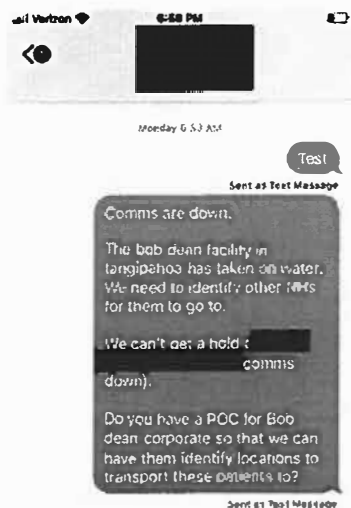 Verizon 6:58 PM
Monday 6:53 AM
Test
Sent as Text Message
Comms are down.
The bob dean facility in
tangipahoa has taken on water.
We need to identify other NHs
for them to go to.
We can't get a hold
comms
down).
Do you have a POC for Bob
dean corporate so that we can
have them identify locations to
transport these patients to?
Sent as Text Message